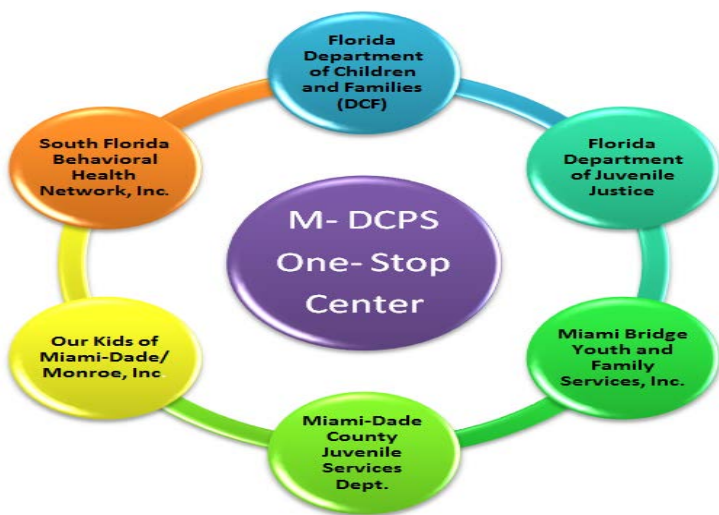 Florida
Department
of Children
and Families
(DCF)
Florida
Department
of Juvenile
Justice
Miami Bridge
Youth and
Family
Services, Inc.
Miami-Dade
County
Juvenile
Services
Dept.
Our Kids of
Miami-Dade/
Monroe, Inc
South Florida
Behavioral
Health
Network, Inc.
M- DCPS
One- Stop
Center